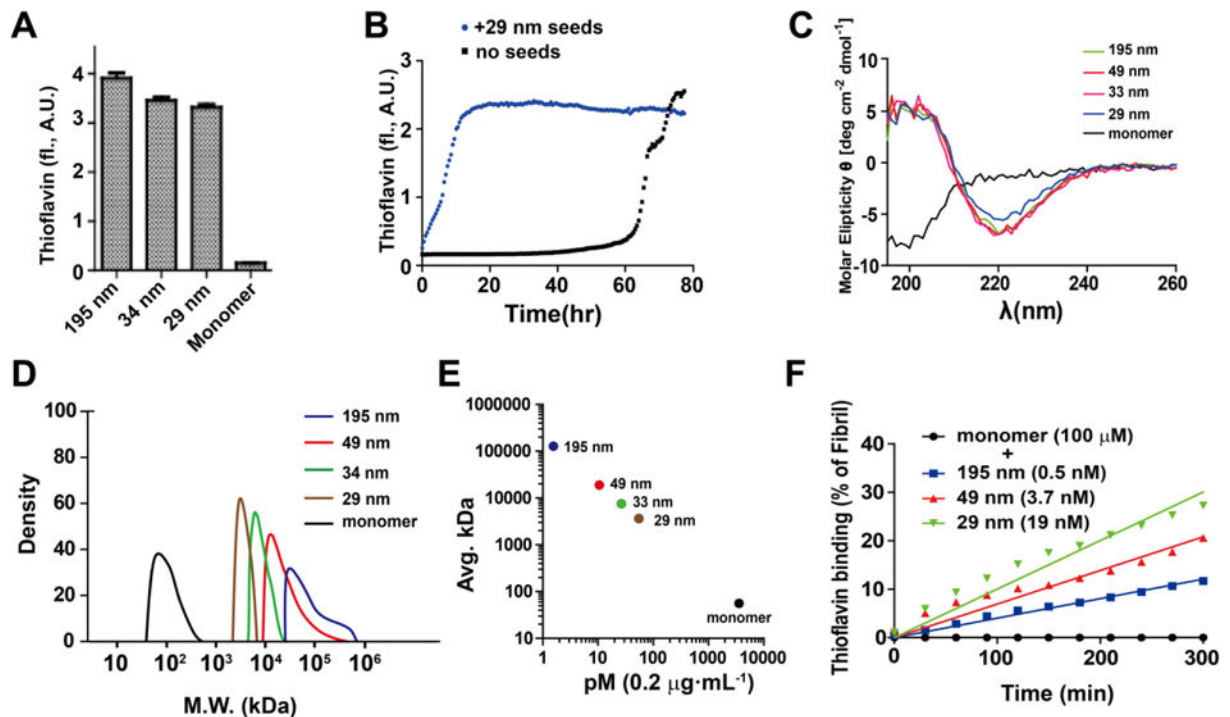 A
Thioflavin (fl., A.U.)
4
3
2
1
0
195 nm
34 nm
29 nm
Monomer
B
+29 nm seeds
no seeds
Thioflavin (fl., A.U.)
3
2
1
0
0 20 40 60 80
Time(hr)
C
195 nm
49 nm
33 nm
29 nm
monomer
Molar Elipticity θ [deg cm⁻² dmol⁻¹]
10
5
0
-5
-10
200 220 240 260
λ(nm)
D
195 nm
49 nm
34 nm
29 nm
monomer
Density
100
80
60
40
20
0
10 10² 10³ 10⁴ 10⁵ 10⁶
M.W. (kDa)
E
Avg. kDa
1000000
100000
10000
1000
100
10
195 nm
49 nm
33 nm
29 nm
monomer
1 10 100 1000 10000
pM (0.2 µg·mL⁻¹)
F
Thioflavin binding (% of Fibril)
40
30
20
10
0
monomer (100 µM)
+
195 nm (0.5 nM)
49 nm (3.7 nM)
29 nm (19 nM)
0 100 200 300
Time (min)